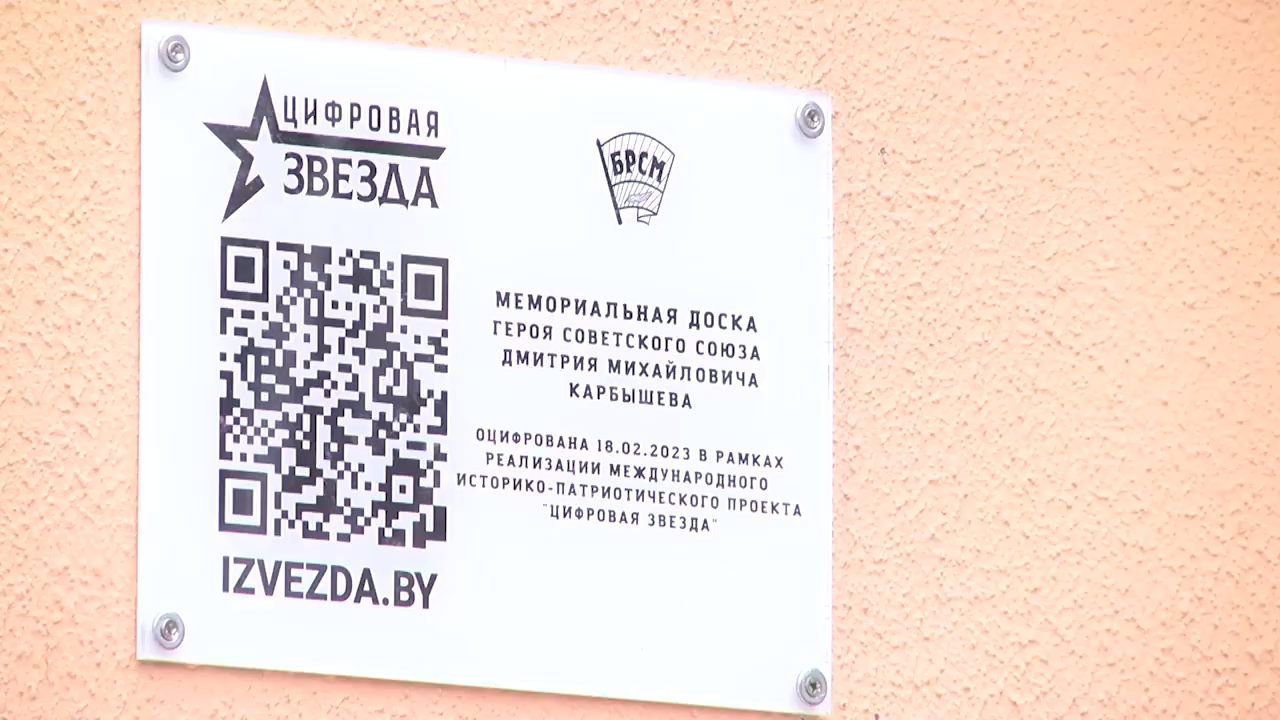 ЦИФРОВАЯ
ЗВЕЗДА
БРСМ
МЕМОРИАЛЬНАЯ ДОСКА
ГЕРОЯ СОВЕТСКОГО СОЮЗА
ДМИТРИЯ МИХАЙЛОВИЧА
КАРБЫШЕВА
ОЦИФРОВАНА 18.02.2023 В РАМКАХ
РЕАЛИЗАЦИИ МЕЖДУНАРОДНОГО
ИСТОРИКО-ПАТРИОТИЧЕСКОГО ПРОЕКТА
"ЦИФРОВАЯ ЗВЕЗДА"
IZVEZDA.BY